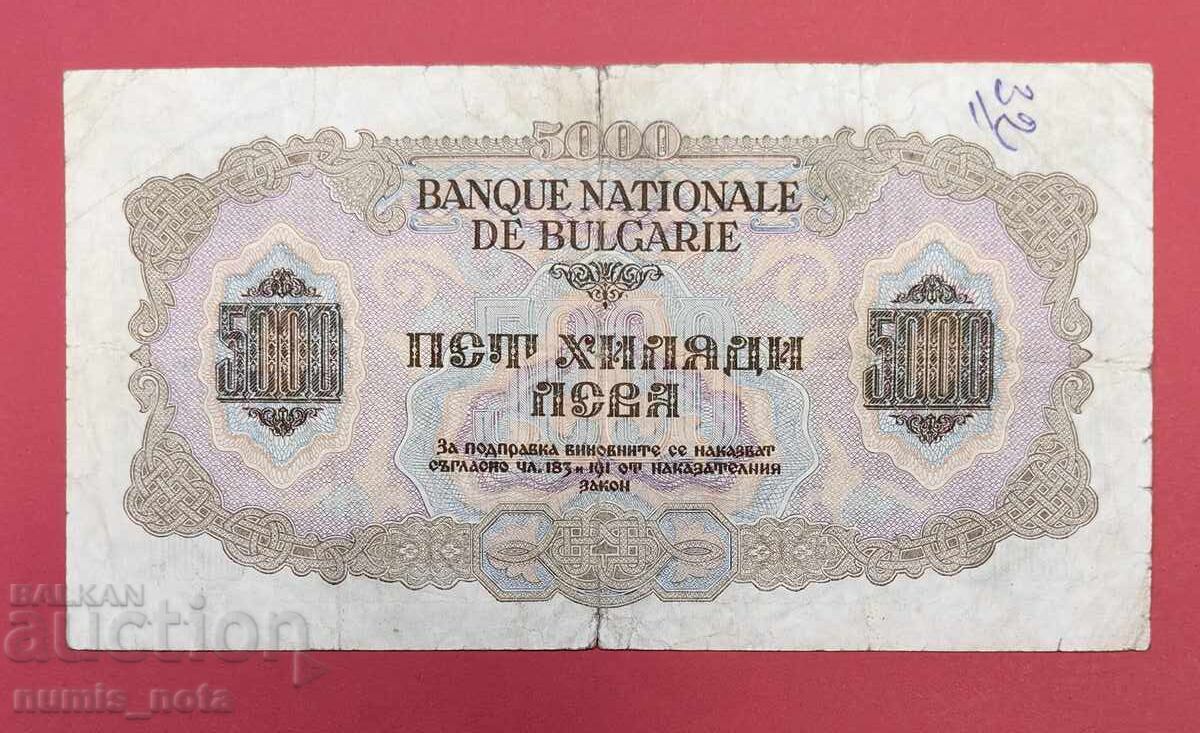 5000
BANQUE NATIONALE
DE BULGARIE
5000
5000
5000
ПЕТ ХИЛЯДИ
ЛЕВА
За подправка виновните се наказват
съгласно чл. 183 и 191 от наказателния
закон
BALKAN
auction
numis_nota